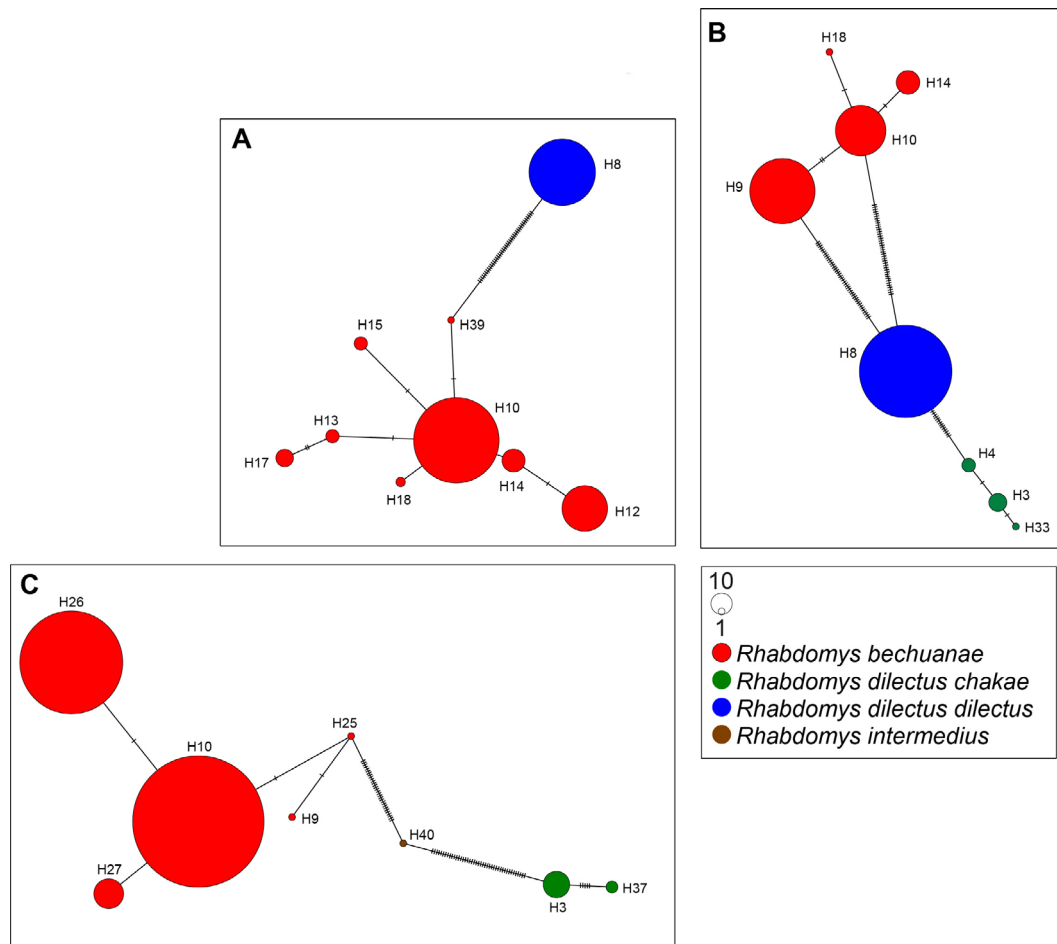 A
H8
H39
H15
H10
H13
H17
H18
H14
H12
B
H18
H14
H10
H9
H8
H4
H3
H33
C
H26
H10
H25
H9
H27
H40
H3
H37
10
1
Rhabdomys bechuanae
Rhabdomys dilectus chakae
Rhabdomys dilectus dilectus
Rhabdomys intermedius